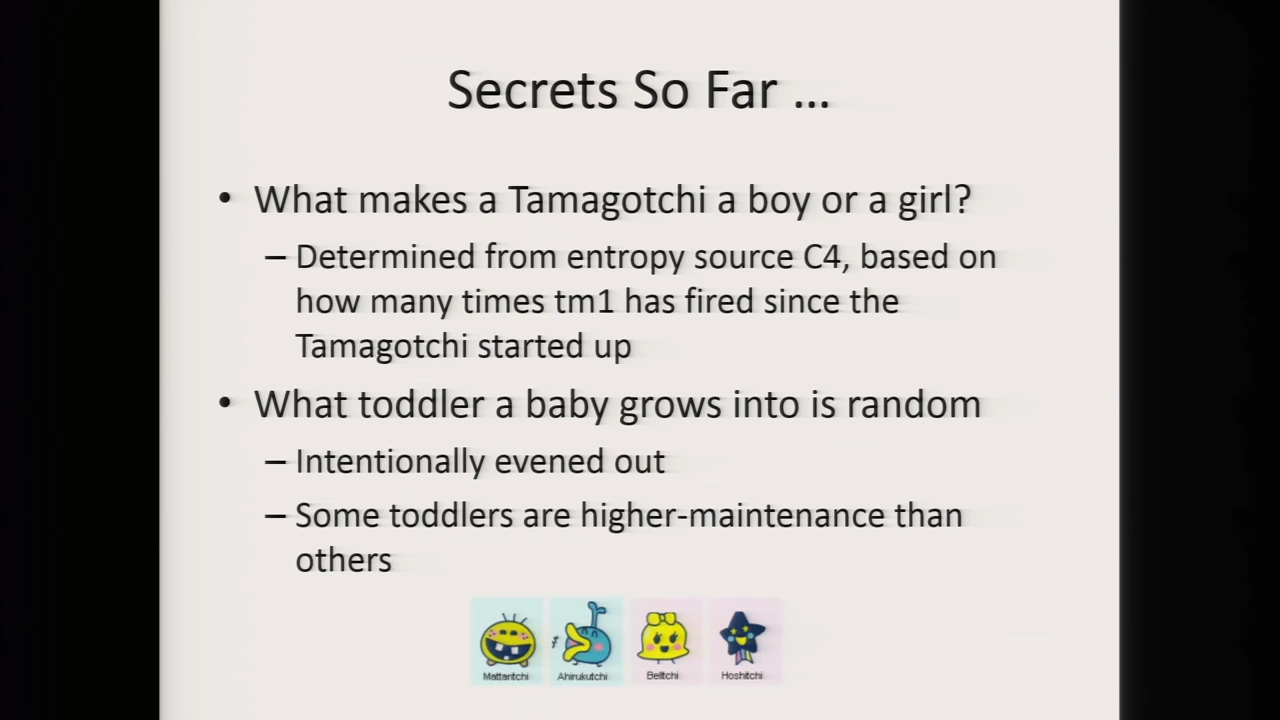 Secrets So Far ...
• What makes a Tamagotchi a boy or a girl?
– Determined from entropy source C4, based on
how many times tm1 has fired since the
Tamagotchi started up
• What toddler a baby grows into is random
– Intentionally evened out
– Some toddlers are higher-maintenance than
others
Mattaritchi Ahirukutchi Belltchi Hoshitchi